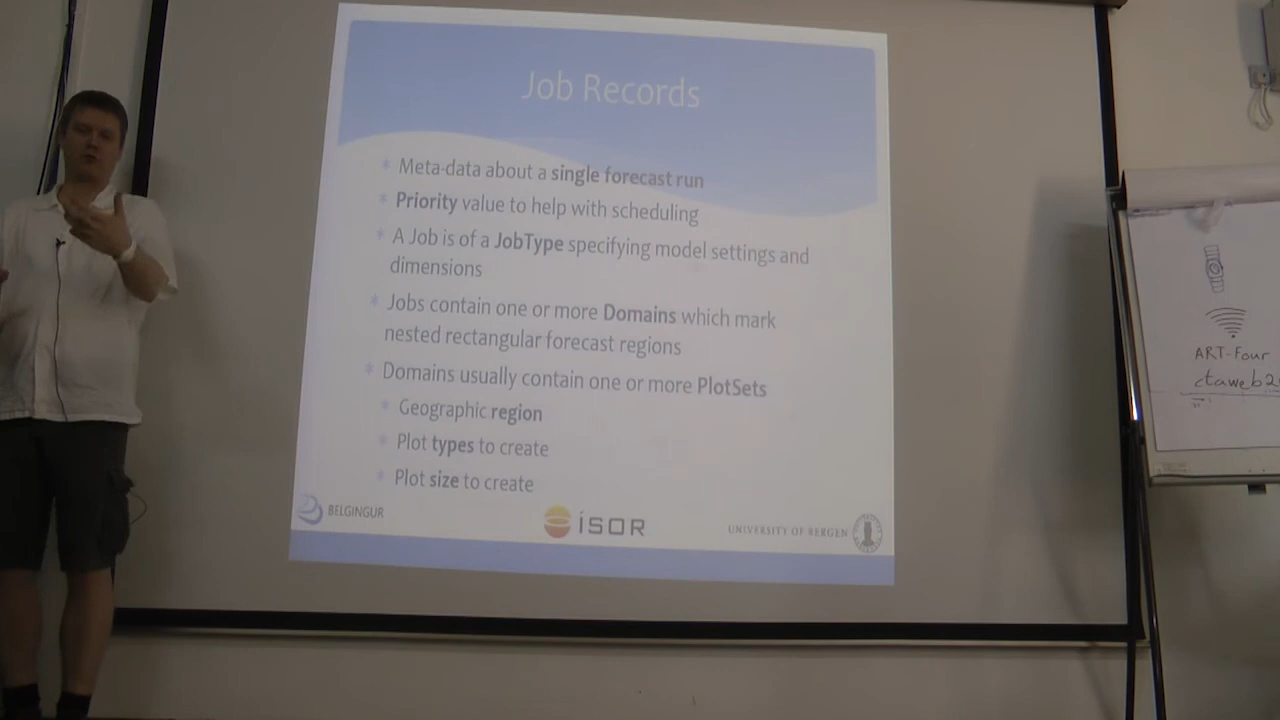 Job Records
* Meta-data about a single forecast run
* Priority value to help with scheduling
* A Job is of a JobType specifying model settings and
dimensions
* Jobs contain one or more Domains which mark
nested rectangular forecast regions
* Domains usually contain one or more PlotSets
* Geographic region
* Plot types to create
* Plot size to create
BELGINGUR
ÍSOR
UNIVERSITY OF BERGEN
ART-Four